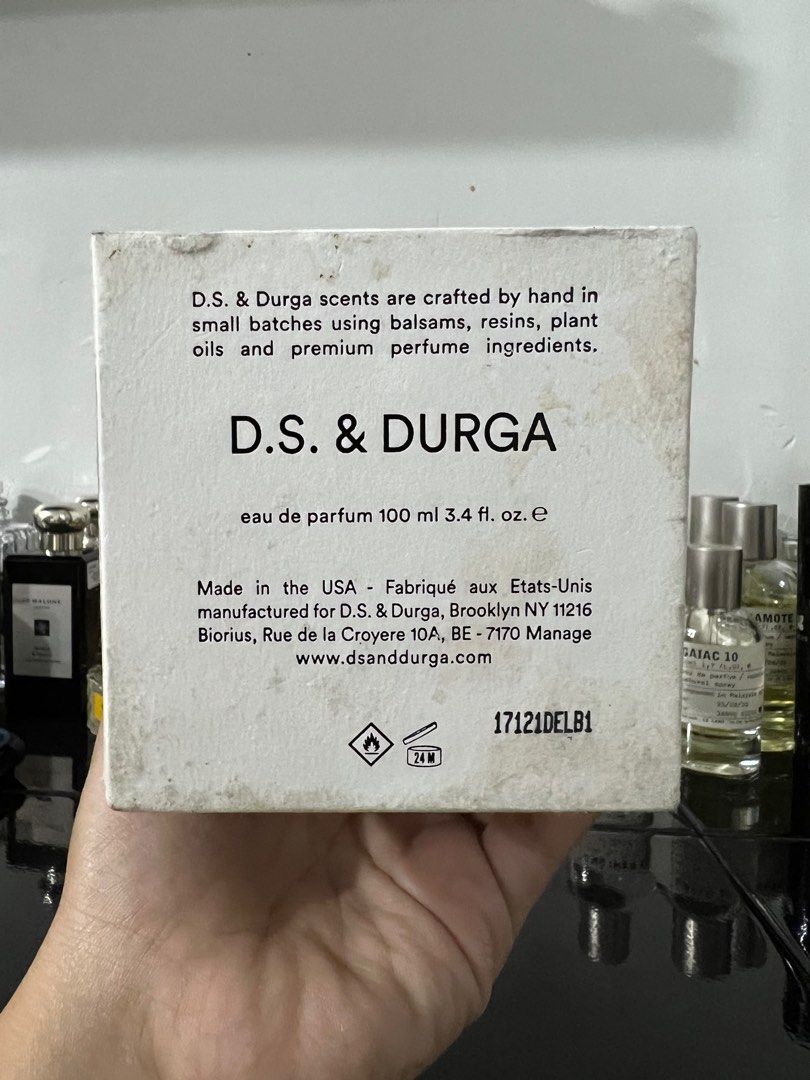 D.S. & Durga scents are crafted by hand in
small batches using balsams, resins, plant
oils and premium perfume ingredients.
D.S. & DURGA
eau de parfum 100 ml 3.4 fl. oz. ℮
Made in the USA - Fabriqué aux Etats-Unis
manufactured for D.S. & Durga, Brooklyn NY 11216
Biorius, Rue de la Croyere 10A, BE - 7170 Manage
www.dsanddurga.com
24 M
17121DELB1
MALONE
GAIAC 10
AMOTE